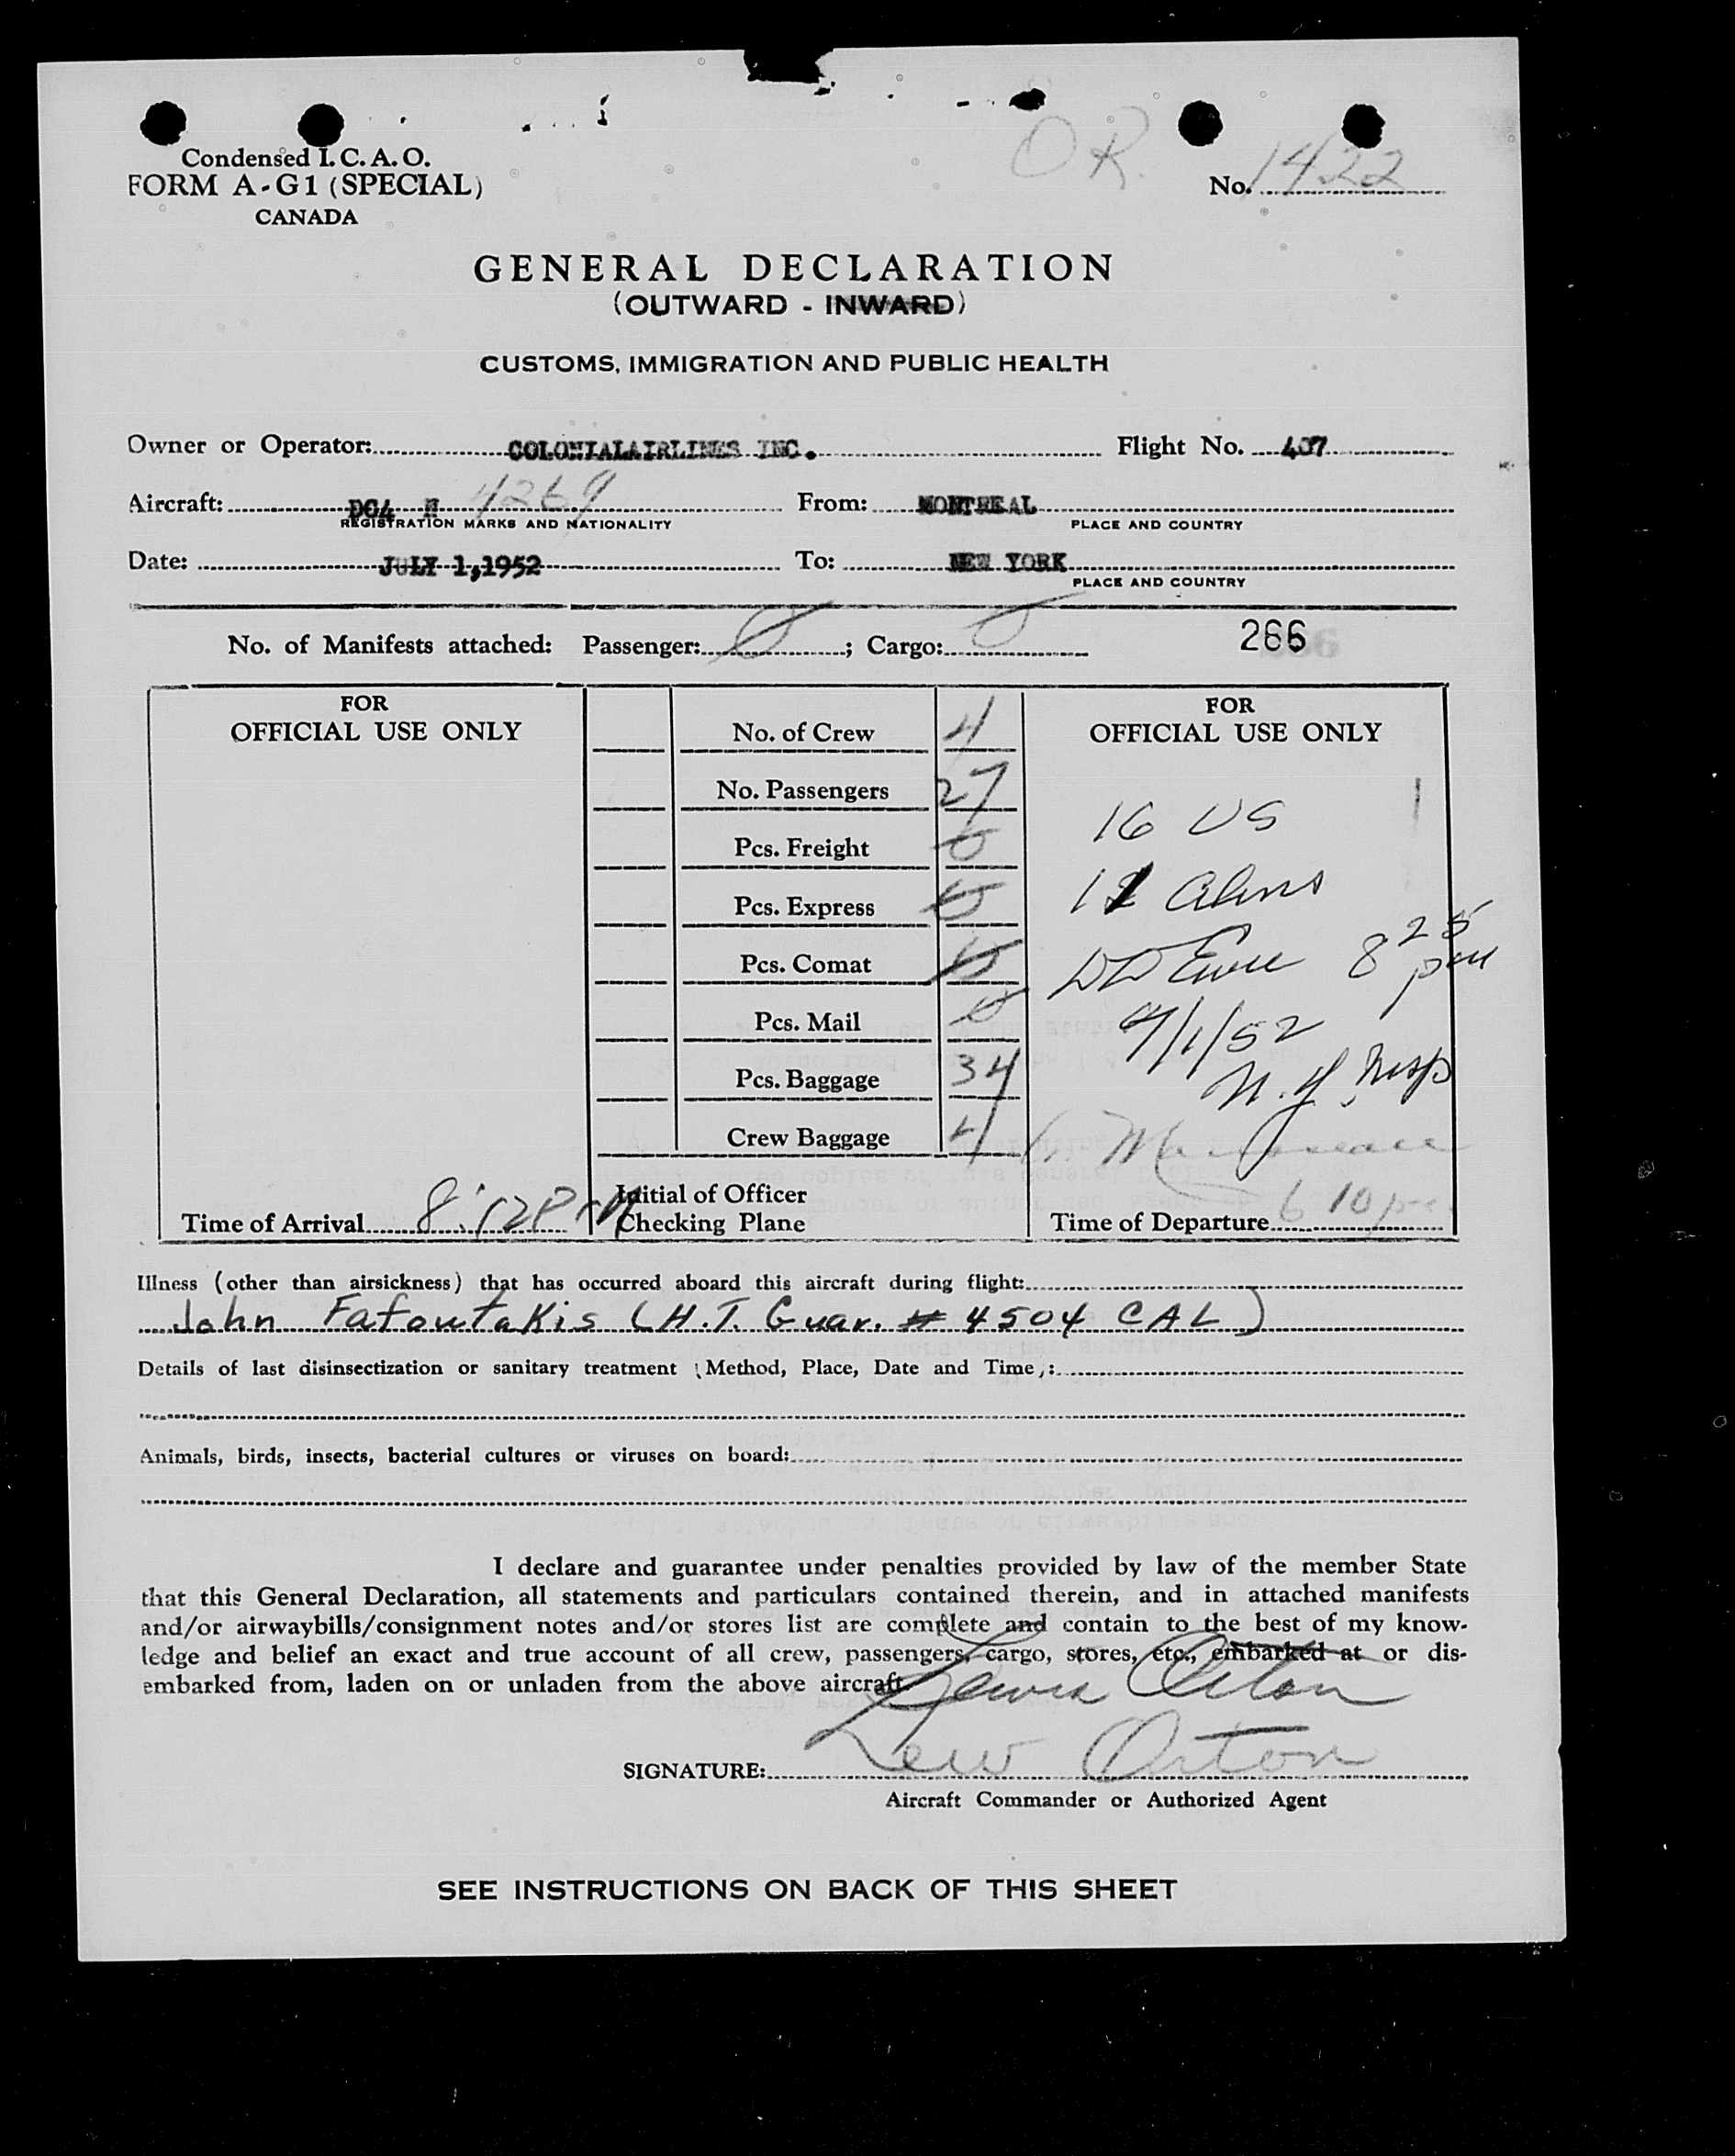 Condensed I.C.A.O.
FORM A-G1 (SPECIAL)
CANADA
OR.
No. 1422
GENERAL DECLARATION
(OUTWARD - INWARD)
CUSTOMS, IMMIGRATION AND PUBLIC HEALTH
Owner or Operator: COLONIALAIRLINES INC. Flight No. 407
Aircraft: DC4 N 4269 From: MONTREAL
REGISTRATION MARKS AND NATIONALITY PLACE AND COUNTRY
Date: JULY 1,1952 To: NEW YORK
PLACE AND COUNTRY
No. of Manifests attached: Passenger: 0; Cargo: 0 266
FOR
OFFICIAL USE ONLY
No. of Crew 4
No. Passengers 27
Pcs. Freight 0
Pcs. Express 0
Pcs. Comat 0
Pcs. Mail 0
Pcs. Baggage 34
Crew Baggage 4
FOR
OFFICIAL USE ONLY
16 US
8 25 pm
7/1/52
N.Y.
Time of Arrival 8:12 PM
Initial of Officer
Checking Plane
Time of Departure 6 10 p
Illness (other than airsickness) that has occurred aboard this aircraft during flight:
John Fafoutakis (H.T. Guar. # 4504 CAL)
Details of last disinsectization or sanitary treatment (Method, Place, Date and Time):
Animals, birds, insects, bacterial cultures or viruses on board:
I declare and guarantee under penalties provided by law of the member State
that this General Declaration, all statements and particulars contained therein, and in attached manifests
and/or airwaybills/consignment notes and/or stores list are complete and contain to the best of my know-
ledge and belief an exact and true account of all crew, passengers, cargo, stores, etc., embarked at or dis-
embarked from, laden on or unladen from the above aircraft.
SIGNATURE: Lew Orton
Aircraft Commander or Authorized Agent
SEE INSTRUCTIONS ON BACK OF THIS SHEET